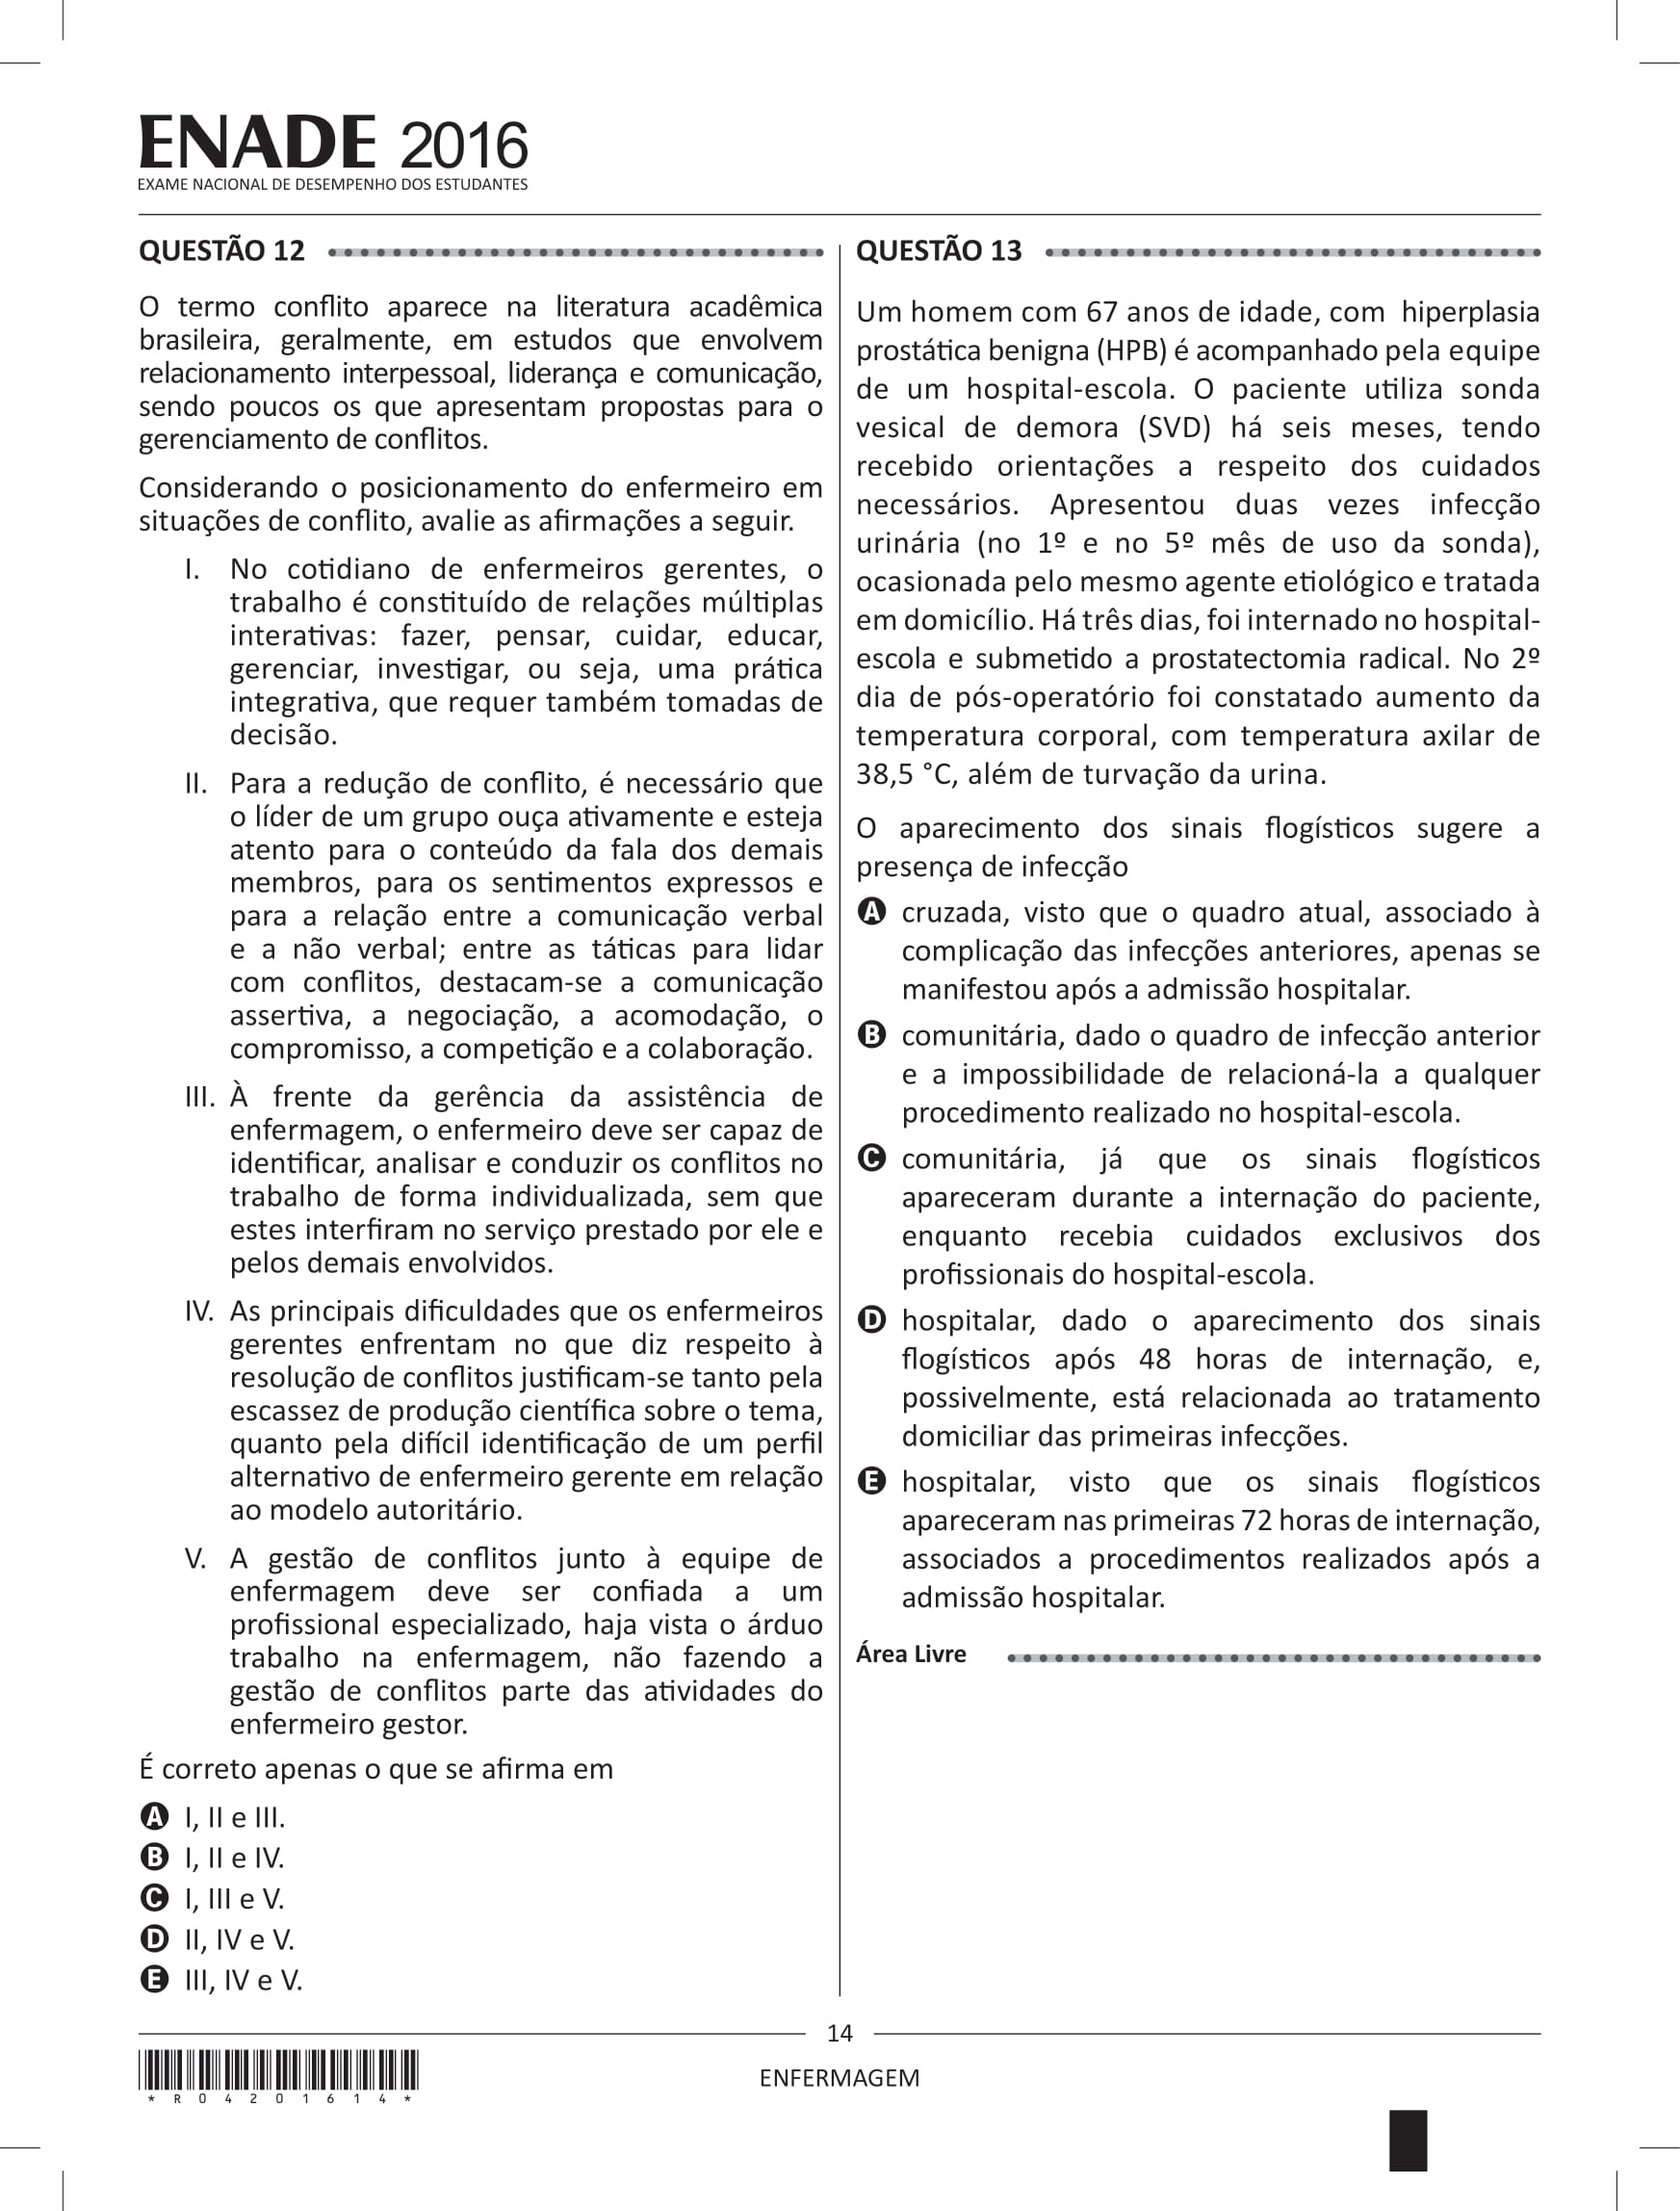 ENADE 2016
EXAME NACIONAL DE DESEMPENHO DOS ESTUDANTES
QUESTÃO 12
O termo conflito aparece na literatura acadêmica
brasileira, geralmente, em estudos que envolvem
relacionamento interpessoal, liderança e comunicação,
sendo poucos os que apresentam propostas para o
gerenciamento de conflitos.
Considerando o posicionamento do enfermeiro em
situações de conflito, avalie as afirmações a seguir.
I. No cotidiano de enfermeiros gerentes, o
trabalho é constituído de relações múltiplas
interativas: fazer, pensar, cuidar, educar,
gerenciar, investigar, ou seja, uma prática
integrativa, que requer também tomadas de
decisão.
II. Para a redução de conflito, é necessário que
o líder de um grupo ouça ativamente e esteja
atento para o conteúdo da fala dos demais
membros, para os sentimentos expressos e
para a relação entre a comunicação verbal
e a não verbal; entre as táticas para lidar
com conflitos, destacam-se a comunicação
assertiva, a negociação, a acomodação, o
compromisso, a competição e a colaboração.
III. À frente da gerência da assistência de
enfermagem, o enfermeiro deve ser capaz de
identificar, analisar e conduzir os conflitos no
trabalho de forma individualizada, sem que
estes interfiram no serviço prestado por ele e
pelos demais envolvidos.
IV. As principais dificuldades que os enfermeiros
gerentes enfrentam no que diz respeito à
resolução de conflitos justificam-se tanto pela
escassez de produção científica sobre o tema,
quanto pela difícil identificação de um perfil
alternativo de enfermeiro gerente em relação
ao modelo autoritário.
V. A gestão de conflitos junto à equipe de
enfermagem deve ser confiada a um
profissional especializado, haja vista o árduo
trabalho na enfermagem, não fazendo a
gestão de conflitos parte das atividades do
enfermeiro gestor.
É correto apenas o que se afirma em
A I, II e III.
B I, II e IV.
C I, III e V.
D II, IV e V.
E III, IV e V.
QUESTÃO 13
Um homem com 67 anos de idade, com hiperplasia
prostática benigna (HPB) é acompanhado pela equipe
de um hospital-escola. O paciente utiliza sonda
vesical de demora (SVD) há seis meses, tendo
recebido orientações a respeito dos cuidados
necessários. Apresentou duas vezes infecção
urinária (no 1º e no 5º mês de uso da sonda),
ocasionada pelo mesmo agente etiológico e tratada
em domicílio. Há três dias, foi internado no hospital-
escola e submetido a prostatectomia radical. No 2º
dia de pós-operatório foi constatado aumento da
temperatura corporal, com temperatura axilar de
38,5 °C, além de turvação da urina.
O aparecimento dos sinais flogísticos sugere a
presença de infecção
A cruzada, visto que o quadro atual, associado à
complicação das infecções anteriores, apenas se
manifestou após a admissão hospitalar.
B comunitária, dado o quadro de infecção anterior
e a impossibilidade de relacioná-la a qualquer
procedimento realizado no hospital-escola.
C comunitária, já que os sinais flogísticos
apareceram durante a internação do paciente,
enquanto recebia cuidados exclusivos dos
profissionais do hospital-escola.
D hospitalar, dado o aparecimento dos sinais
flogísticos após 48 horas de internação, e,
possivelmente, está relacionada ao tratamento
domiciliar das primeiras infecções.
E hospitalar, visto que os sinais flogísticos
apareceram nas primeiras 72 horas de internação,
associados a procedimentos realizados após a
admissão hospitalar.
Área Livre
14
ENFERMAGEM
* R 0 4 2 0 1 6 1 4 *